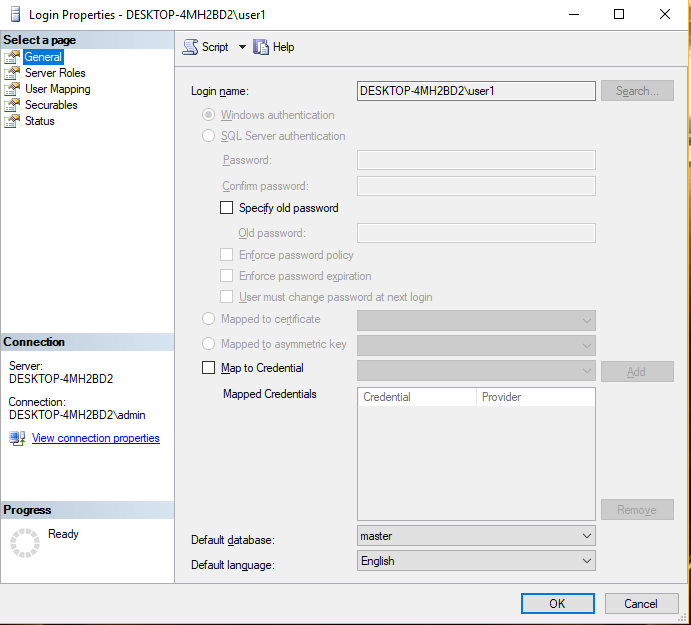 Login Properties - DESKTOP-4MH2BD2\user1
Select a page
General
Server Roles
User Mapping
Securables
Status
Script
Help
Login name:
DESKTOP-4MH2BD2\user1
Search...
Windows authentication
SQL Server authentication
Password:
Confirm password:
Specify old password
Old password:
Enforce password policy
Enforce password expiration
User must change password at next login
Mapped to certificate
Mapped to asymmetric key
Map to Credential
Add
Mapped Credentials
Credential Provider
Remove
Default database:
master
Default language:
English
Connection
Server:
DESKTOP-4MH2BD2
Connection:
DESKTOP-4MH2BD2\admin
View connection properties
Progress
Ready
OK
Cancel